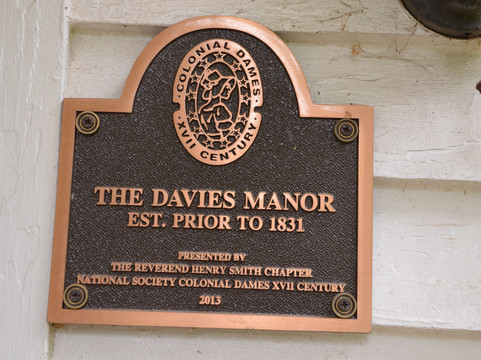 · COLONIAL DAMES ·
XVII CENTURY
THE DAVIES MANOR
EST. PRIOR TO 1831
PRESENTED BY
THE REVEREND HENRY SMITH CHAPTER
NATIONAL SOCIETY COLONIAL DAMES XVII CENTURY
2013